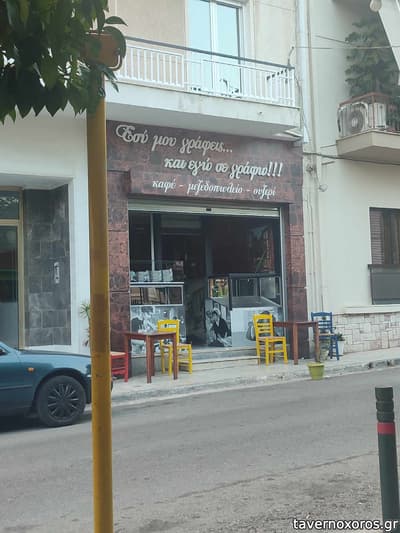 Εσύ μου γράφεις...
και εγώ σε γράφω!!!
καφέ - μεζεδοπωλείο - ουζερί
tavernoxoros.gr